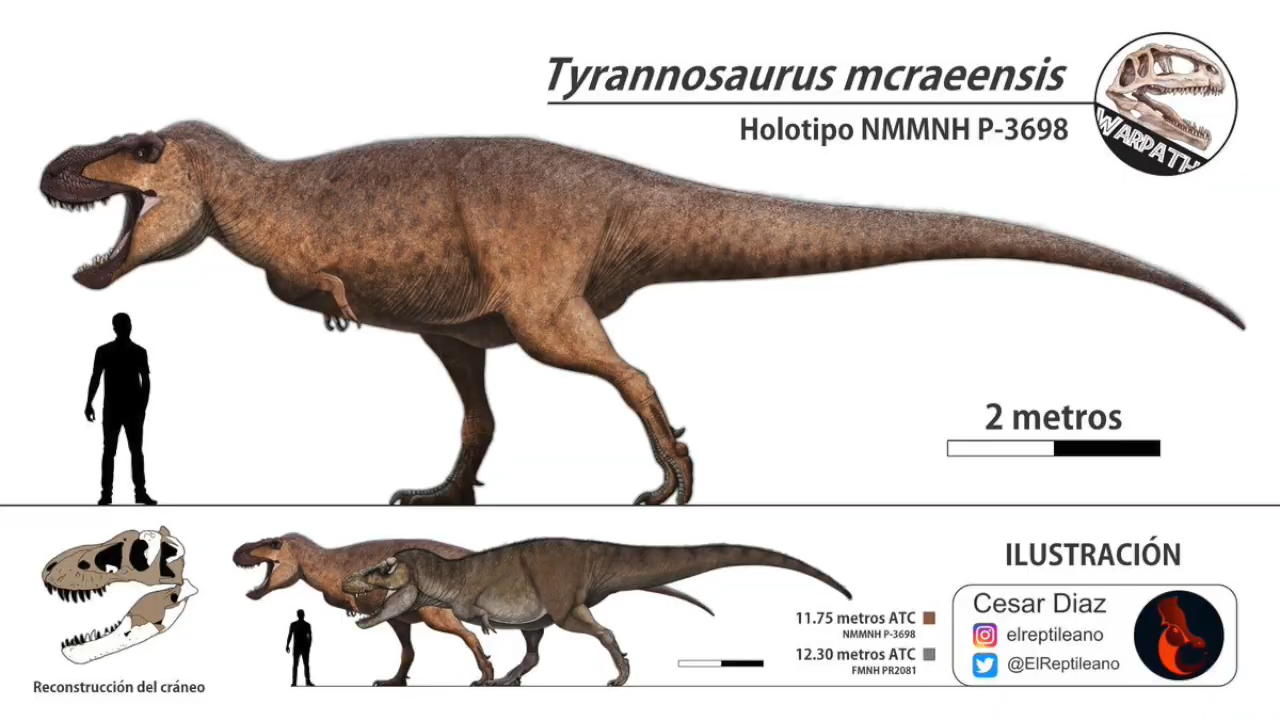 Tyrannosaurus mcraeensis
Holotipo NMMNH P-3698
WARPATH
2 metros
Reconstrucción del cráneo
11.75 metros ATC
NMMNH P-3698
12.30 metros ATC
FMNH PR2081
ILUSTRACIÓN
Cesar Diaz
elreptileano
@ElReptileano